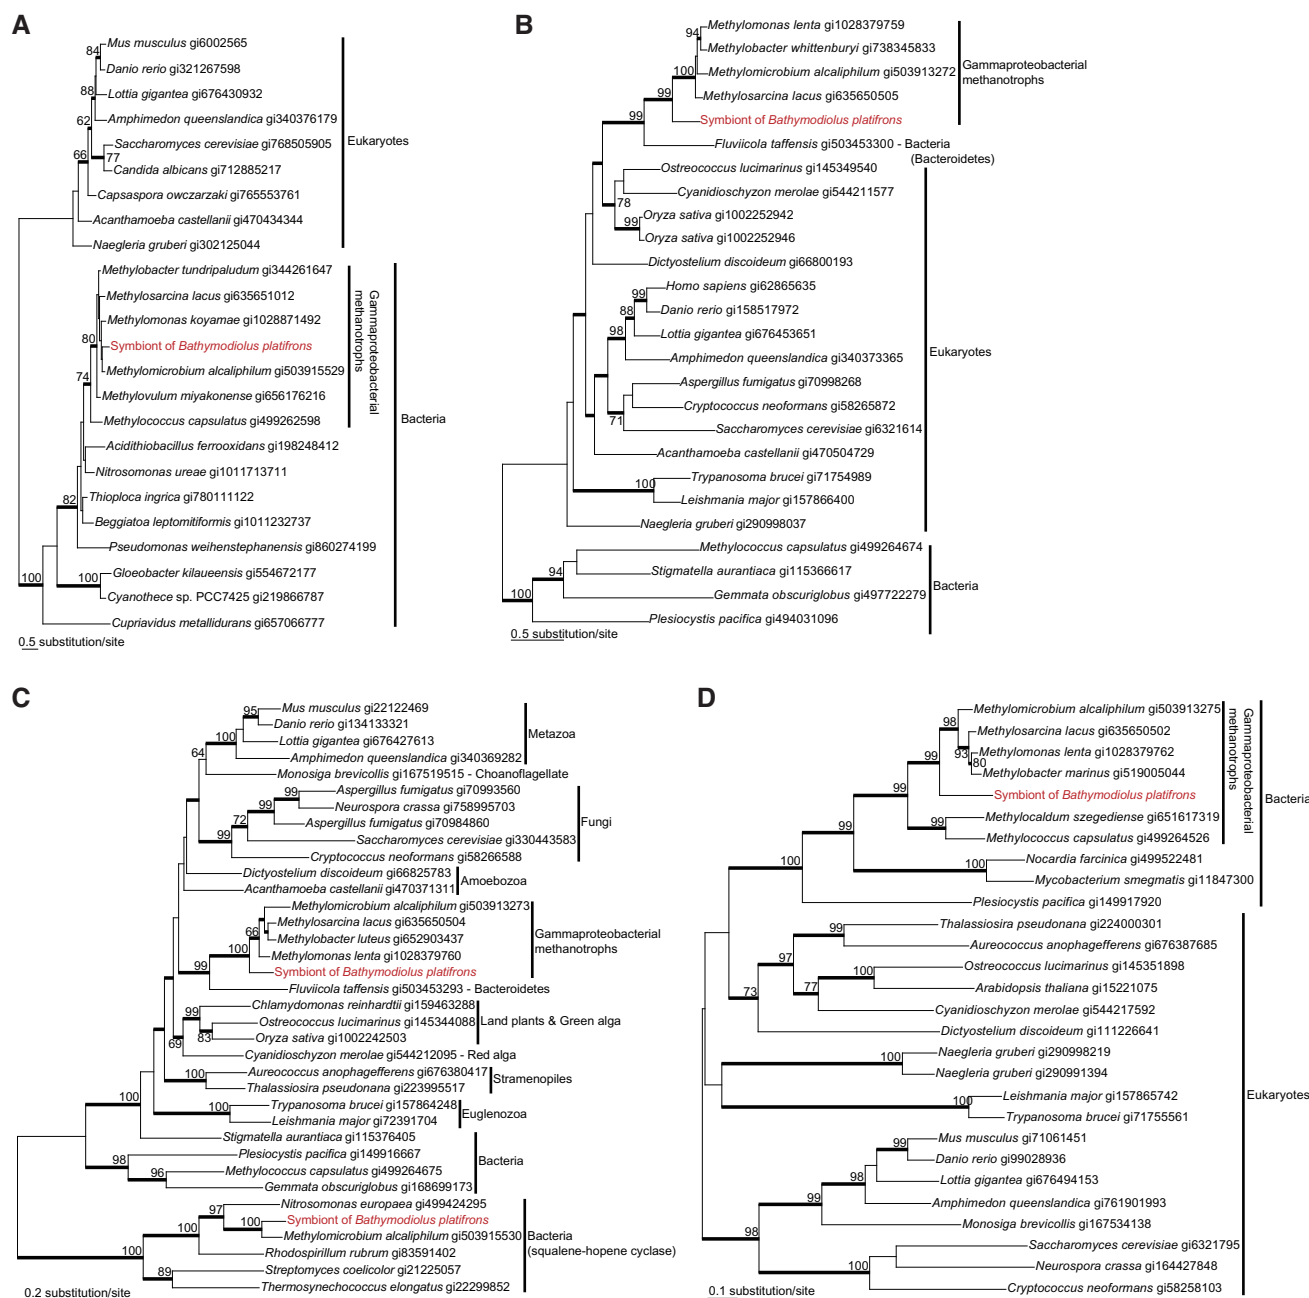 A
84
Mus musculus gi6002565
Danio rerio gi321267598
88
Lottia gigantea gi676430932
62
Amphimedon queenslandica gi340376179
Saccharomyces cerevisiae gi768505905
77
66
Candida albicans gi712885217
Capsaspora owczarzaki gi765553761
Acanthamoeba castellanii gi470434344
Naegleria gruberi gi302125044
Eukaryotes
Methylobacter tundripaludum gi344261647
Methylosarcina lacus gi635651012
Methylomonas koyamae gi1028871492
80
Symbiont of Bathymodiolus platifrons
Methylomicrobium alcaliphilum gi503915529
74
Methylovulum miyakonense gi656176216
Methylococcus capsulatus gi499262598
Gammaproteobacterial
methanotrophs
Acidithiobacillus ferrooxidans gi198248412
Nitrosomonas ureae gi1011713711
Thioploca ingrica gi780111122
82
Beggiatoa leptomitiformis gi1011232737
Pseudomonas weihenstephanensis gi860274199
Gloeobacter kilaueensis gi554672177
100
100
Cyanothece sp. PCC7425 gi219866787
Cupriavidus metallidurans gi657066777
Bacteria
0.5 substitution/site
B
Methylomonas lenta gi1028379759
94
Methylobacter whittenburyi gi738345833
100
Methylomicrobium alcaliphilum gi503913272
99
Methylosarcina lacus gi635650505
99
Symbiont of Bathymodiolus platifrons
Gammaproteobacterial
methanotrophs
Fluviicola taffensis gi503453300 - Bacteria
(Bacteroidetes)
Ostreococcus lucimarinus gi145349540
Cyanidioschyzon merolae gi544211577
78
Oryza sativa gi1002252942
99
Oryza sativa gi1002252946
Dictyostelium discoideum gi66800193
Homo sapiens gi62865635
99
Danio rerio gi158517972
88
98
Lottia gigantea gi676453651
Amphimedon queenslandica gi340373365
Aspergillus fumigatus gi70998268
Cryptococcus neoformans gi58265872
71
Saccharomyces cerevisiae gi6321614
Acanthamoeba castellanii gi470504729
Trypanosoma brucei gi71754989
100
Leishmania major gi157866400
Naegleria gruberi gi290998037
Eukaryotes
Methylococcus capsulatus gi499264674
94
Stigmatella aurantiaca gi115366617
100
Gemmata obscuriglobus gi497722279
Plesiocystis pacifica gi494031096
Bacteria
0.5 substitution/site
C
Mus musculus gi22122469
95
Danio rerio gi134133321
100
Lottia gigantea gi676427613
64
Amphimedon queenslandica gi340369282
Metazoa
Monosiga brevicollis gi167519515 - Choanoflagellate
Aspergillus fumigatus gi70993560
99
99
Neurospora crassa gi758995703
72
Aspergillus fumigatus gi70984860
99
Saccharomyces cerevisiae gi330443583
Cryptococcus neoformans gi58266588
Fungi
Dictyostelium discoideum gi66825783
Acanthamoeba castellanii gi470371311
Amoebozoa
Methylomicrobium alcaliphilum gi503913273
Methylosarcina lacus gi635650504
66
Methylobacter luteus gi652903437
100
Methylomonas lenta gi1028379760
99
Symbiont of Bathymodiolus platifrons
Gammaproteobacterial
methanotrophs
Fluviicola taffensis gi503453293 - Bacteroidetes
Chlamydomonas reinhardtii gi159463288
99
Ostreococcus lucimarinus gi145344088
83
Oryza sativa gi1002242503
Land plants & Green alga
69
Cyanidioschyzon merolae gi544212095 - Red alga
Aureococcus anophagefferens gi676380417
100
Thalassiosira pseudonana gi223995517
Stramenopiles
100
Trypanosoma brucei gi157864248
100
Leishmania major gi72391704
Euglenozoa
Stigmatella aurantiaca gi115376405
Plesiocystis pacifica gi149916667
98
Methylococcus capsulatus gi499264675
96
Gemmata obscuriglobus gi168699173
Bacteria
Nitrosomonas europaea gi499424295
97
Symbiont of Bathymodiolus platifrons
100
100
Methylomicrobium alcaliphilum gi503915530
100
Rhodospirillum rubrum gi83591402
Streptomyces coelicolor gi21225057
89
Thermosynechococcus elongatus gi22299852
Bacteria
(squalene-hopene cyclase)
0.2 substitution/site
D
Methylomicrobium alcaliphilum gi503913275
98
Methylosarcina lacus gi635650502
93
Methylomonas lenta gi1028379762
99
80
Methylobacter marinus gi519005044
99
Symbiont of Bathymodiolus platifrons
Methylocaldum szegediense gi651617319
99
99
Methylococcus capsulatus gi499264526
Gammaproteobacterial
methanotrophs
Nocardia farcinica gi499522481
100
100
Mycobacterium smegmatis gi11847300
Plesiocystis pacifica gi149917920
Bacteria
Thalassiosira pseudonana gi224000301
99
Aureococcus anophagefferens gi676387685
97
Ostreococcus lucimarinus gi145351898
100
77
Arabidopsis thaliana gi15221075
73
Cyanidioschyzon merolae gi544217592
Dictyostelium discoideum gi111226641
Naegleria gruberi gi290998219
100
Naegleria gruberi gi290991394
Leishmania major gi157865742
100
Trypanosoma brucei gi71755561
Mus musculus gi71061451
99
Danio rerio gi99028936
98
Lottia gigantea gi676494153
99
Amphimedon queenslandica gi761901993
Monosiga brevicollis gi167534138
98
Saccharomyces cerevisiae gi6321795
Neurospora crassa gi164427848
100
Cryptococcus neoformans gi58258103
Eukaryotes
0.1 substitution/site